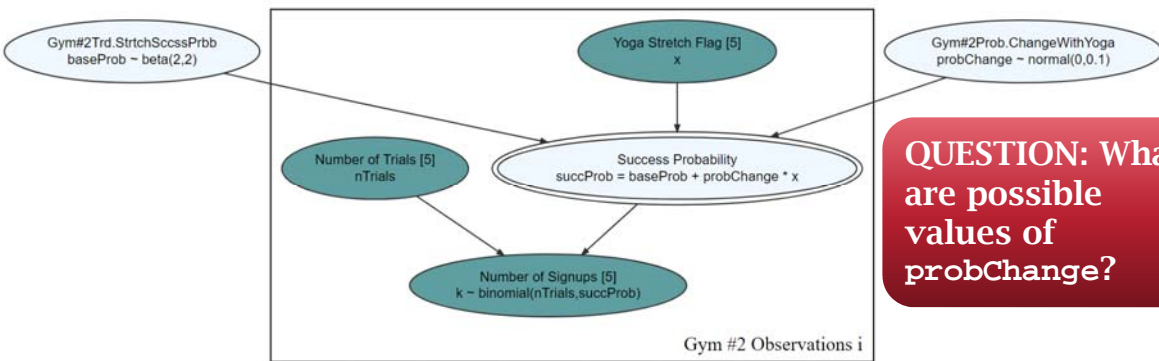 Gym#2Trd.StrtchSccssPrbb
baseProb ~ beta(2,2)
Yoga Stretch Flag [5]
x
Gym#2Prob.ChangeWithYoga
probChange ~ normal(0,0.1)
Number of Trials [5]
nTrials
Success Probability
succProb = baseProb + probChange * x
Number of Signups [5]
k ~ binomial(nTrials,succProb)
Gym #2 Observations i
QUESTION: Wha
are possible
values of
probChange?